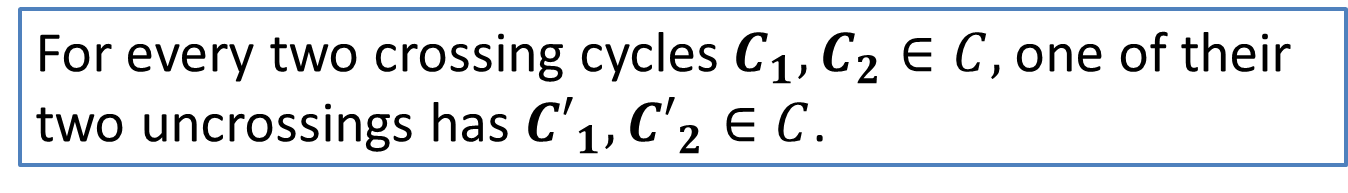 For every two crossing cycles 𝑪₁, 𝑪₂ ∈ 𝐶, one of their
two uncrossings has 𝑪′₁, 𝑪′₂ ∈ 𝐶.